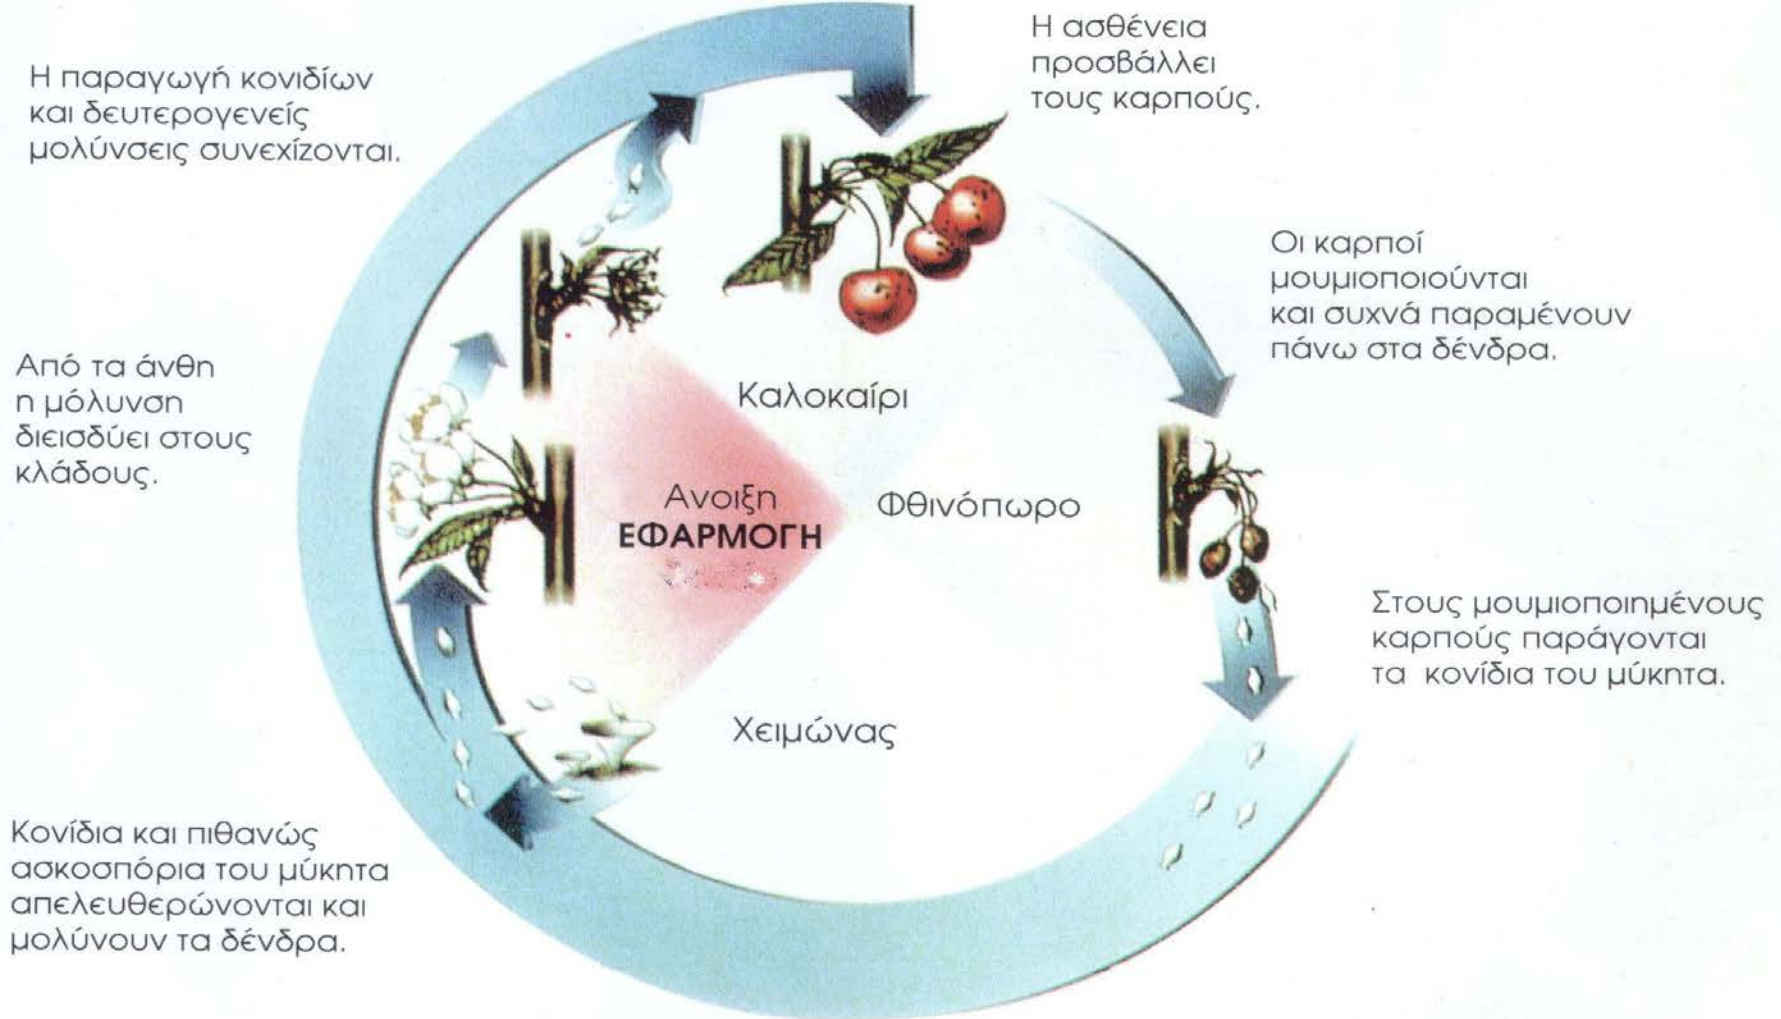 Η παραγωγή κονιδίων
και δευτερογενείς
μολύνσεις συνεχίζονται.
Η ασθένεια
προσβάλλει
τους καρπούς.
Οι καρποί
μουμιοποιούνται
και συχνά παραμένουν
πάνω στα δένδρα.
Από τα άνθη
η μόλυνση
διεισδύει στους
κλάδους.
Καλοκαίρι
Ανοιξη
ΕΦΑΡΜΟΓΗ
Φθινόπωρο
Χειμώνας
Στους μουμιοποιημένους
καρπούς παράγονται
τα κονίδια του μύκητα.
Κονίδια και πιθανώς
ασκοσπόρια του μύκητα
απελευθερώνονται και
μολύνουν τα δένδρα.